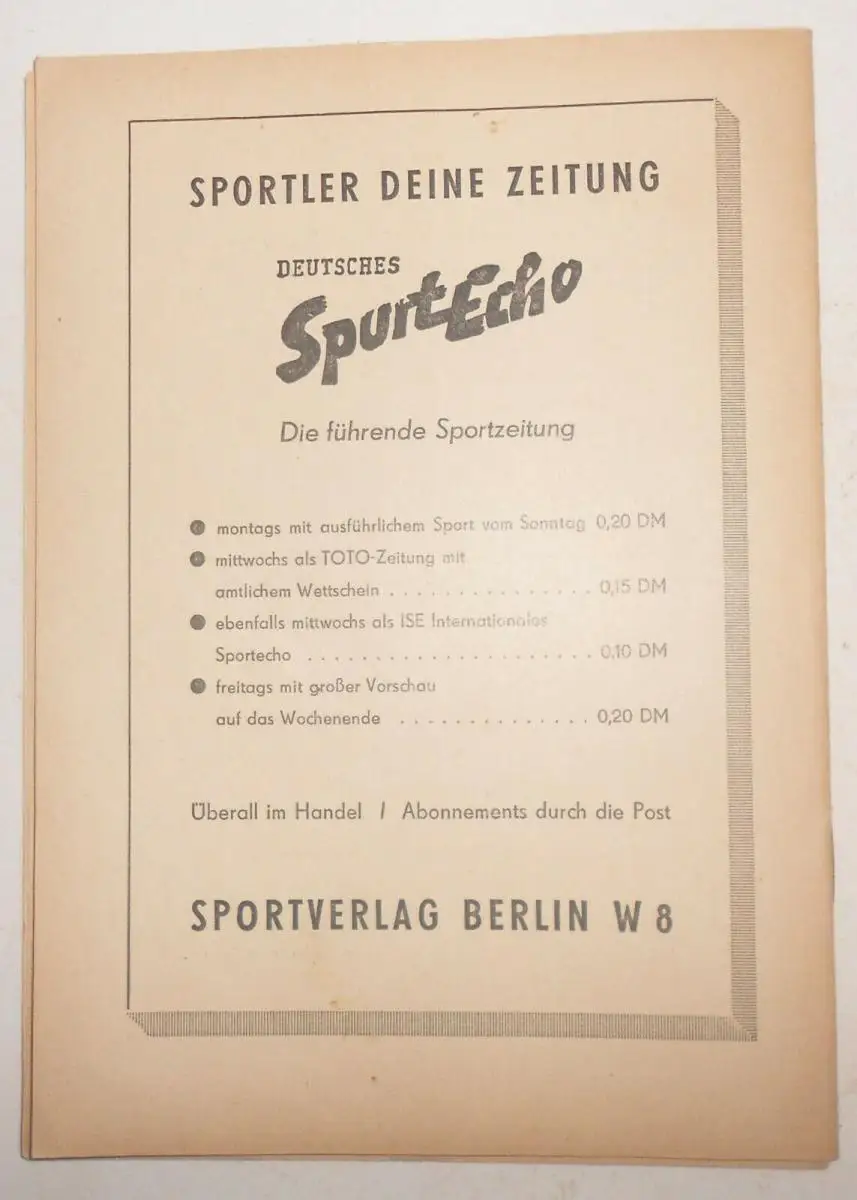 SPORTLER DEINE ZEITUNG
DEUTSCHES
SportEcho
Die führende Sportzeitung
● montags mit ausführlichem Sport vom Sonntag 0,20 DM
● mittwochs als TOTO-Zeitung mit
amtlichem Wettschein . . . . . . . . . . . . . . . 0,15 DM
● ebenfalls mittwochs als ISE Internationales
Sportecho . . . . . . . . . . . . . . . . . . . . . 0,10 DM
● freitags mit großer Vorschau
auf das Wochenende . . . . . . . . . . . . . . 0,20 DM
Überall im Handel / Abonnements durch die Post
SPORTVERLAG BERLIN W 8